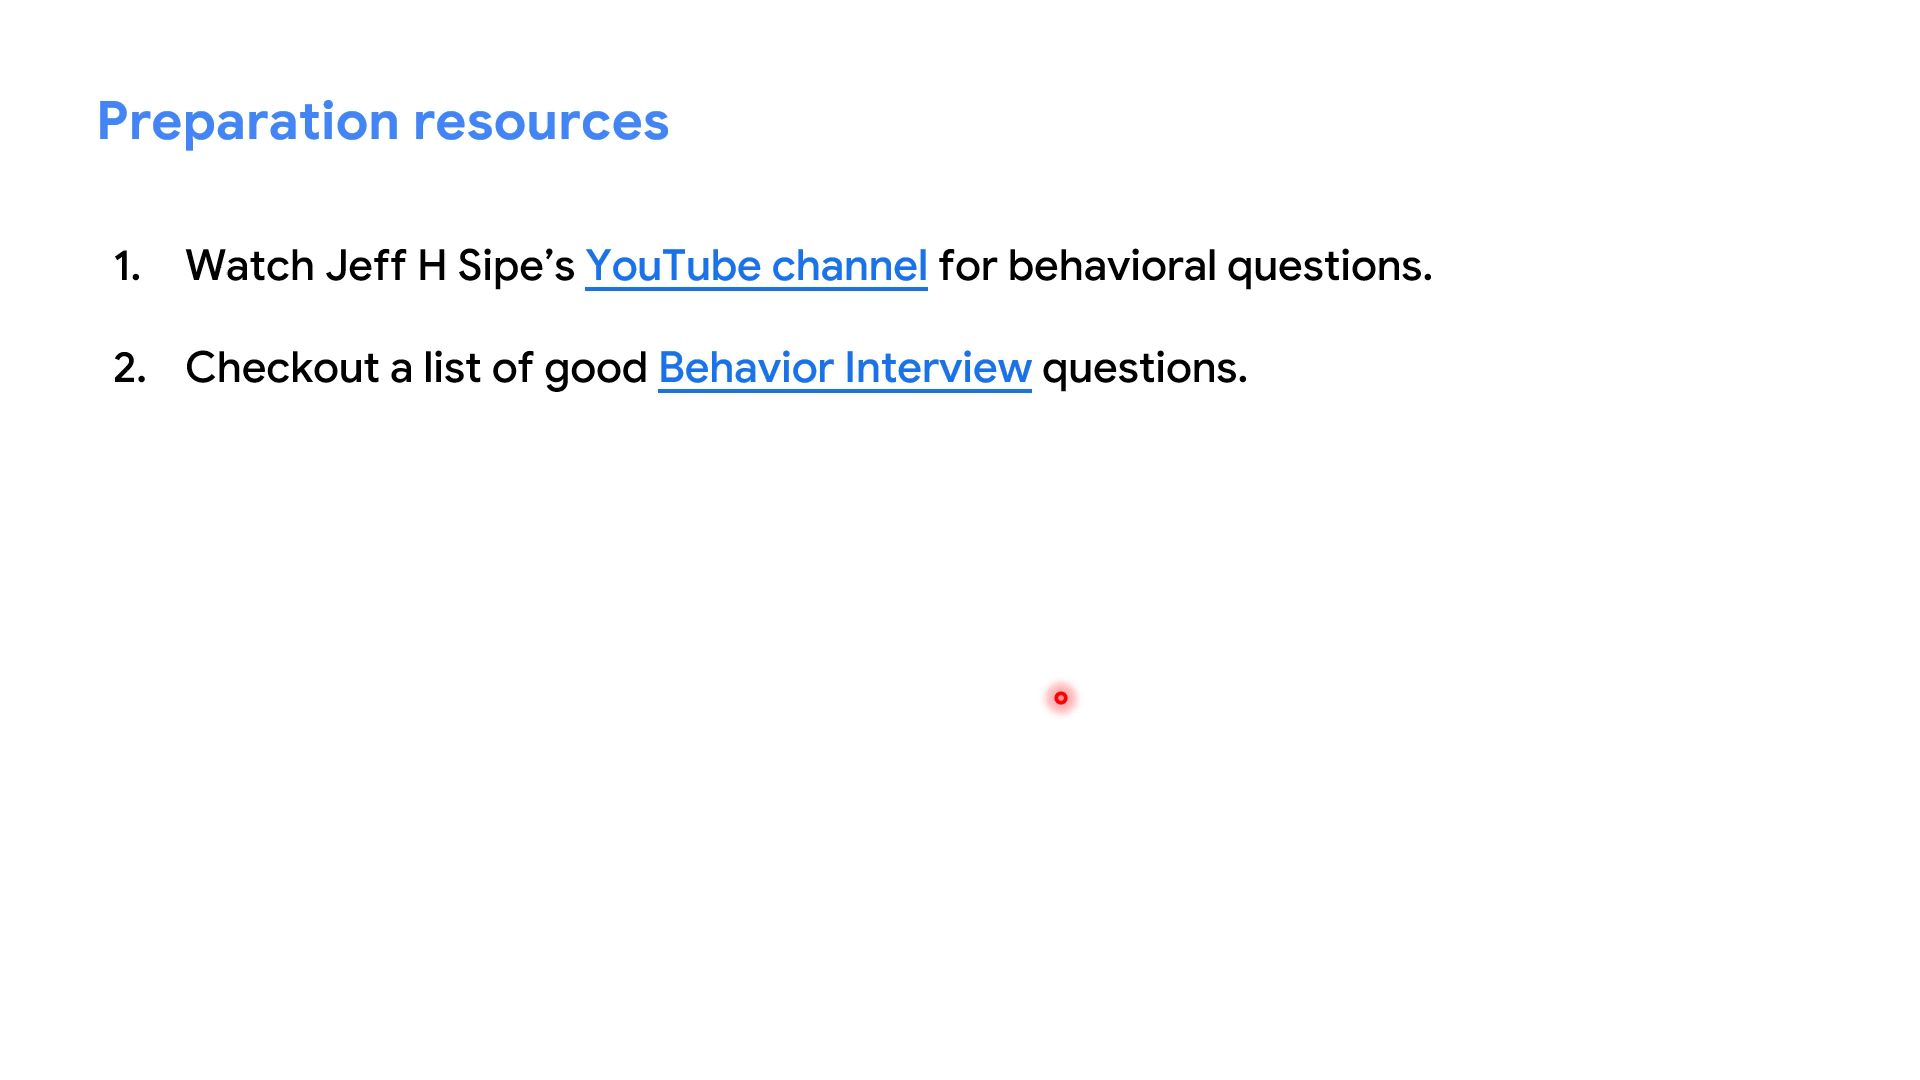 Preparation resources
1. Watch Jeff H Sipe’s YouTube channel for behavioral questions.
2. Checkout a list of good Behavior Interview questions.